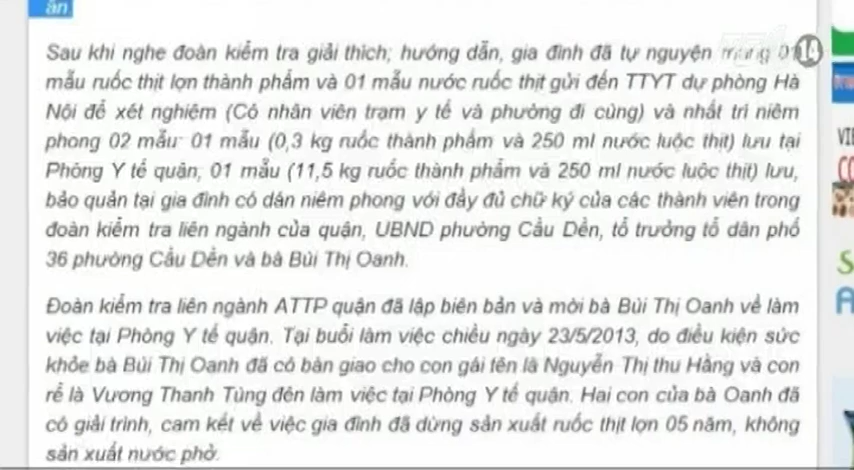 ân
Sau khi nghe đoàn kiểm tra giải thích; hướng dẫn, gia đình đã tự nguyện mang 01
14
mẫu ruốc thịt lợn thành phẩm và 01 mẫu nước ruốc thịt gửi đến TTYT dự phòng Hà
Nội để xét nghiệm (Có nhân viên trạm y tế và phường đi cùng) và nhất trí niêm
phong 02 mẫu: 01 mẫu (0,3 kg ruốc thành phẩm và 250 ml nước luộc thịt) lưu tại
Phòng Y tế quận, 01 mẫu (11,5 kg ruốc thành phẩm và 250 ml nước luộc thịt) lưu,
bảo quản tại gia đình có dán niêm phong với đầy đủ chữ ký của các thành viên trong
đoàn kiểm tra liên ngành của quận, UBND phường Cầu Dền, tổ trưởng tổ dân phố
36 phường Cầu Dền và bà Bùi Thị Oanh.
Đoàn kiểm tra liên ngành ATTP quận đã lập biên bản và mời bà Bùi Thị Oanh về làm
việc tại Phòng Y tế quận. Tại buổi làm việc chiều ngày 23/5/2013, do điều kiện sức
khỏe bà Bùi Thị Oanh đã có bàn giao cho con gái tên là Nguyễn Thị thu Hằng và con
rể là Vương Thanh Tùng đến làm việc tại Phòng Y tế quận. Hai con của bà Oanh đã
có giải trình, cam kết về việc gia đình đã dừng sản xuất ruốc thịt lợn 05 năm, không
sản xuất nước phở.